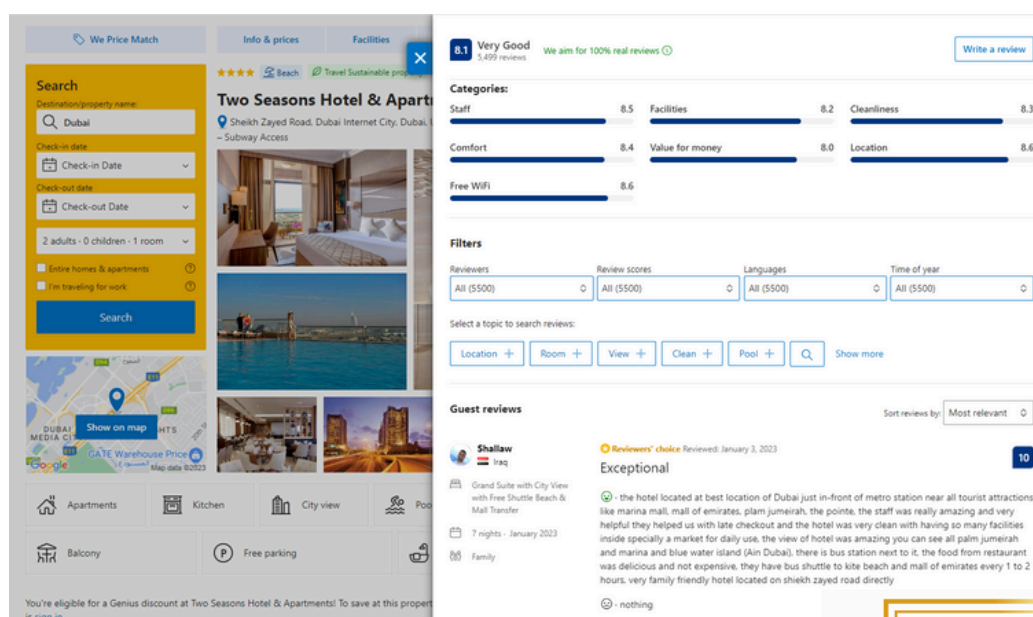 We Price Match
Info & prices
Facilities
Search
Destination/property name:
Dubai
Check-in date
Check-in Date
Check-out date
Check-out Date
2 adults - 0 children - 1 room
Entire homes & apartments
I'm traveling for work
Search
Beach
Travel Sustainable
Two Seasons Hotel & Apart
Sheikh Zayed Road, Dubai Internet City, Dubai,
– Subway Access
Show on map
DUBAI
MEDIA CIT
HTS
GATE Warehouse Price
Google
Map data ©2023
Apartments
Kitchen
City view
Poo
Balcony
P
Free parking
You're eligible for a Genius discount at Two Seasons Hotel & Apartments! To save at this propert
is sign in
8.1
Very Good
5,499 reviews
We aim for 100% real reviews
Write a review
Categories:
Staff 8.5
Facilities 8.2
Cleanliness 8.3
Comfort 8.4
Value for money 8.0
Location 8.6
Free WiFi 8.6
Filters
Reviewers
All (5500)
Review scores
All (5500)
Languages
All (5500)
Time of year
All (5500)
Select a topic to search reviews:
Location +
Room +
View +
Clean +
Pool +
Show more
Guest reviews
Sort reviews by: Most relevant
Shallaw
Iraq
Grand Suite with City View
with Free Shuttle Beach &
Mall Transfer
7 nights · January 2023
Family
Reviewers' choice Reviewed: January 3, 2023
Exceptional
10
- the hotel located at best location of Dubai just in-front of metro station near all tourist attractions
like marina mall, mall of emirates, plam jumeirah, the pointe, the staff was really amazing and very
helpful they helped us with late checkout and the hotel was very clean with having so many facilities
inside specially a market for daily use, the view of hotel was amazing you can see all palm jumeirah
and marina and blue water island (Ain Dubai), there is bus station next to it, the food from restaurant
was delicious and not expensive, they have bus shuttle to kite beach and mall of emirates every 1 to 2
hours, very family friendly hotel located on shiekh zayed road directly
- nothing